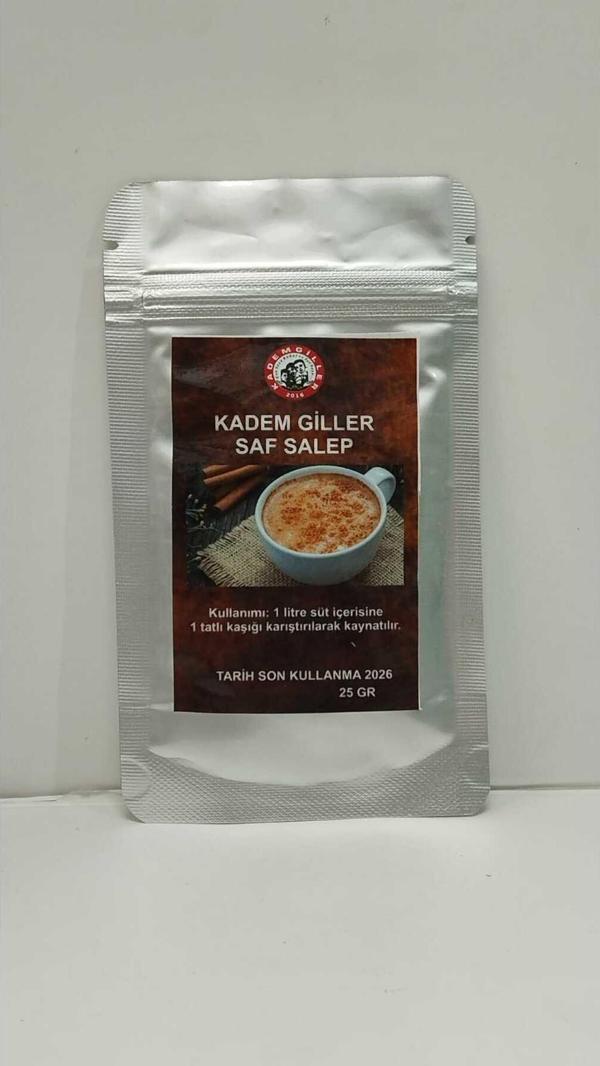 KADEMGİLLER
2016
KADEM GİLLER
SAF SALEP
Kullanımı: 1 litre süt içerisine
1 tatlı kaşığı karıştırılarak kaynatılır.
TARİH SON KULLANMA 2026
25 GR